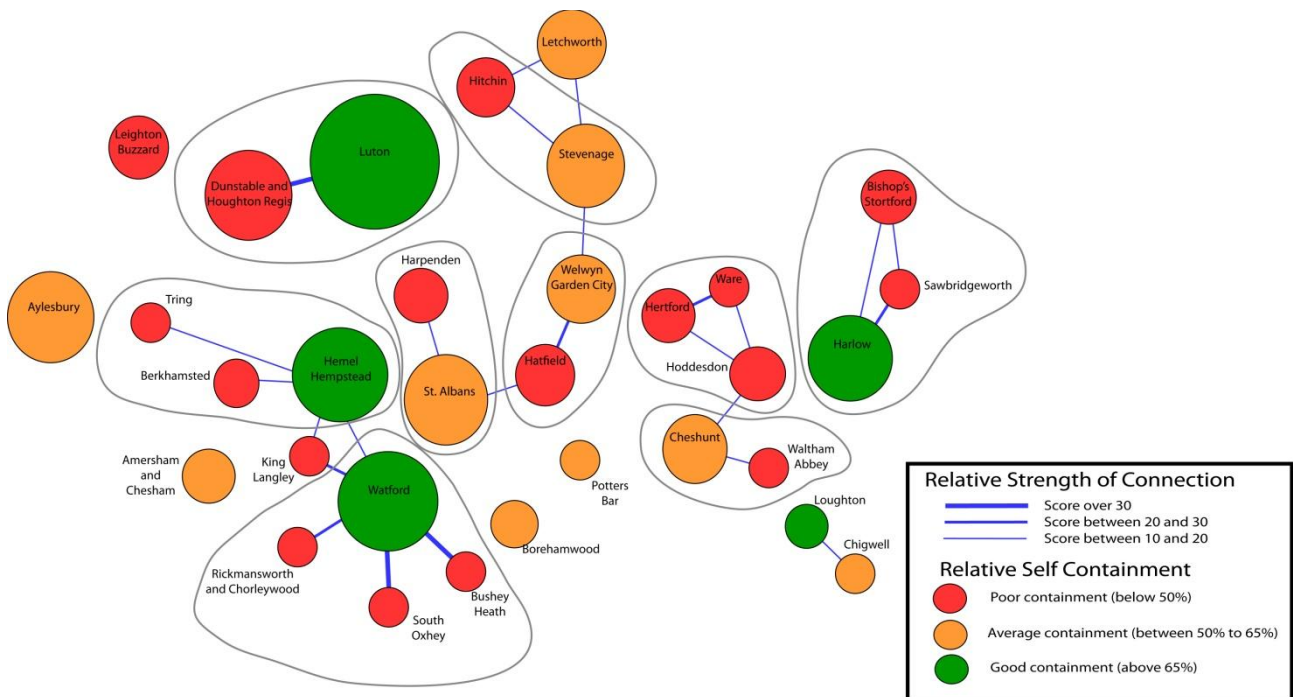 Letchworth
Hitchin
Leighton
Buzzard
Luton
Stevenage
Dunstable and
Houghton Regis
Bishop's
Stortford
Harpenden
Welwyn
Garden City
Ware
Sawbridgeworth
Aylesbury
Tring
Hertford
Harlow
Hemel
Hempstead
Hatfield
Hoddesdon
Berkhamsted
St. Albans
Cheshunt
Waltham
Abbey
Amersham
and
Chesham
King
Langley
Watford
Potters
Bar
Loughton
Borehamwood
Chigwell
Rickmansworth
and Chorleywood
Bushey
Heath
South
Oxhey
Relative Strength of Connection
Score over 30
Score between 20 and 30
Score between 10 and 20
Relative Self Containment
Poor containment (below 50%)
Average containment (between 50% to 65%)
Good containment (above 65%)